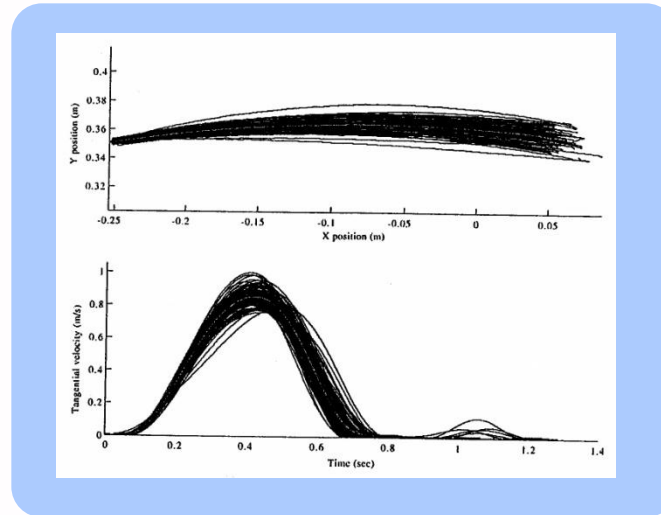 0.4
0.38
0.36
0.34
0.32
Y position (m)
-0.25 -0.2 -0.15 -0.1 -0.05 0 0.05
X position (m)
1
0.8
0.6
0.4
0.2
0
Tangential velocity (m/s)
0 0.2 0.4 0.6 0.8 1 1.2 1.4
Time (sec)